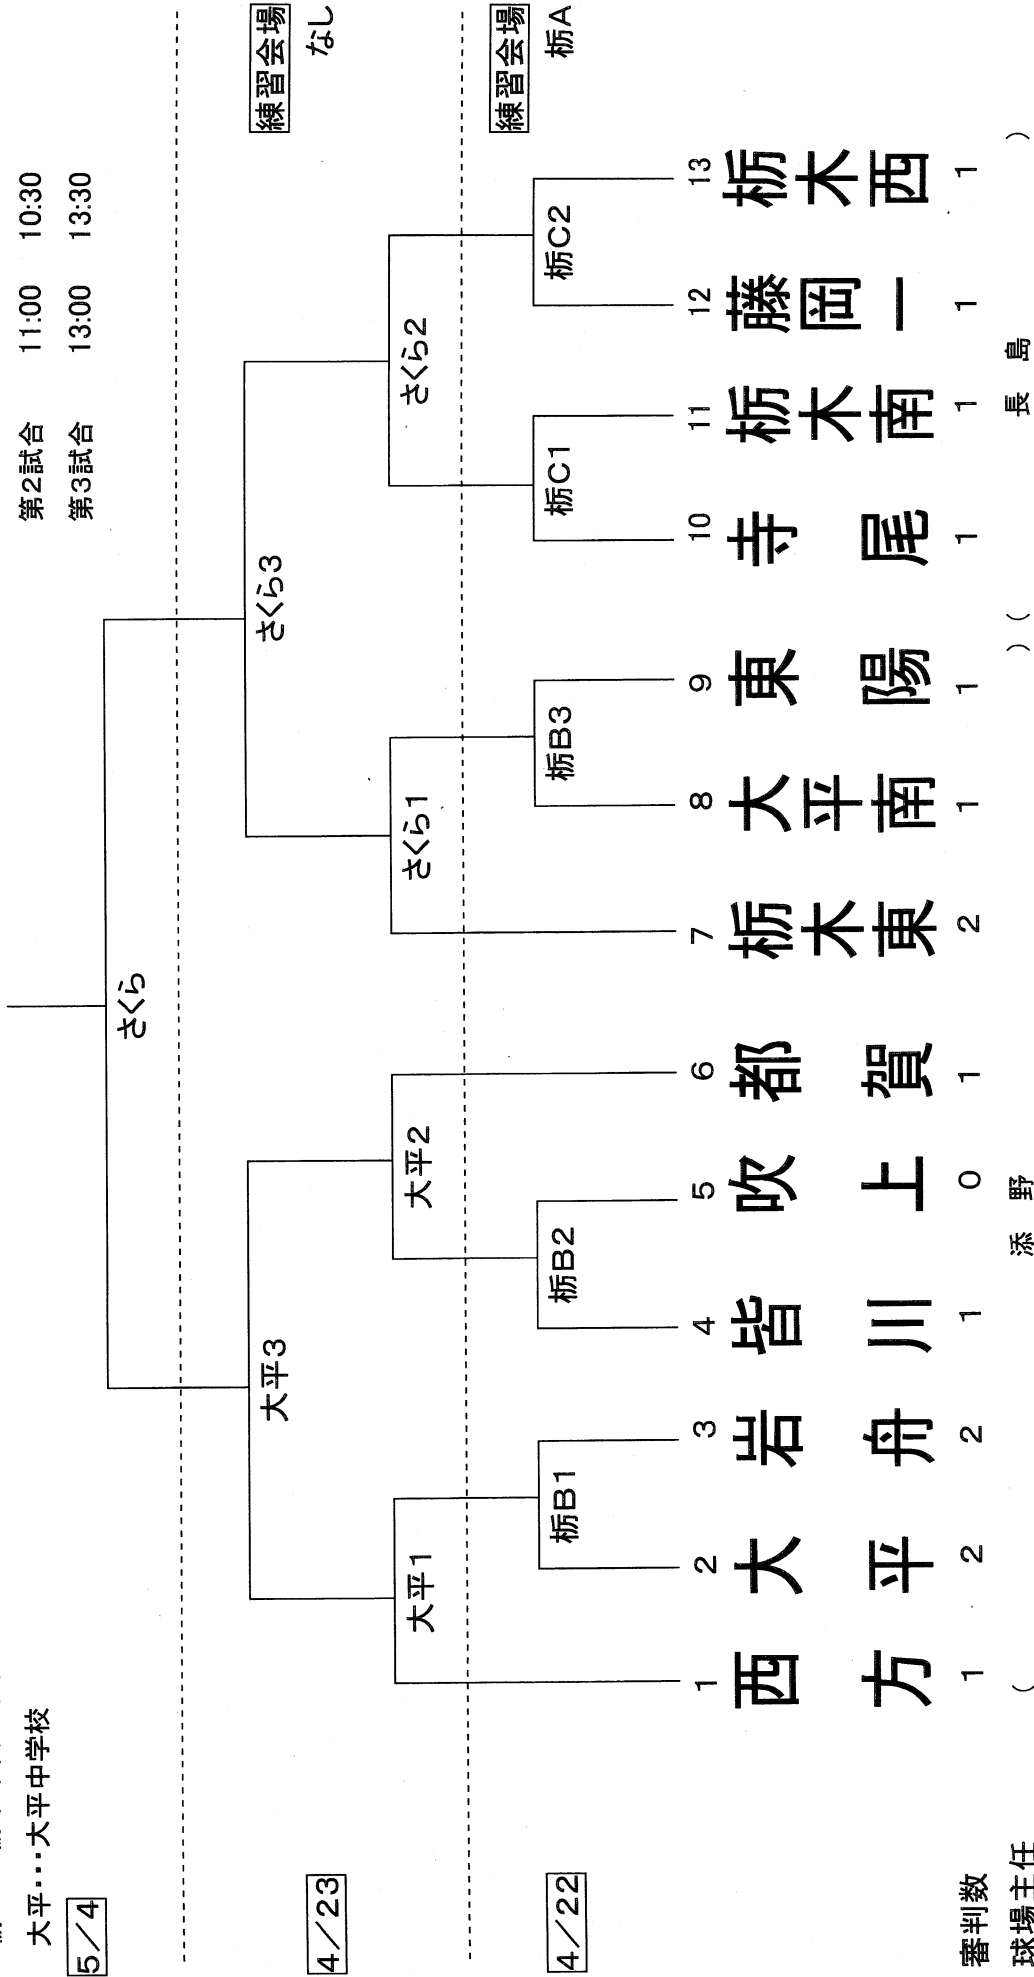 大平・・・大平中学校
第2試合 11:00 10:30
第3試合 13:00 13:30
5/4
さくら
4/23
練習会場
なし
大平3
さくら3
大平1
大平2
さくら1
さくら2
4/22
練習会場
栃A
栃B1
栃B2
栃B3
栃C1
栃C2
1 2 3 4 5 6 7 8 9 10 11 12 13
西方 大平 岩舟 皆川 吹上 都賀 栃木東 大平南 東陽 寺尾 栃木南 藤岡一 栃木西
審判数 1 2 2 1 0 1 2 1 1 1 1 1 1
球場主任 ( 添野 ) ( 長島 )